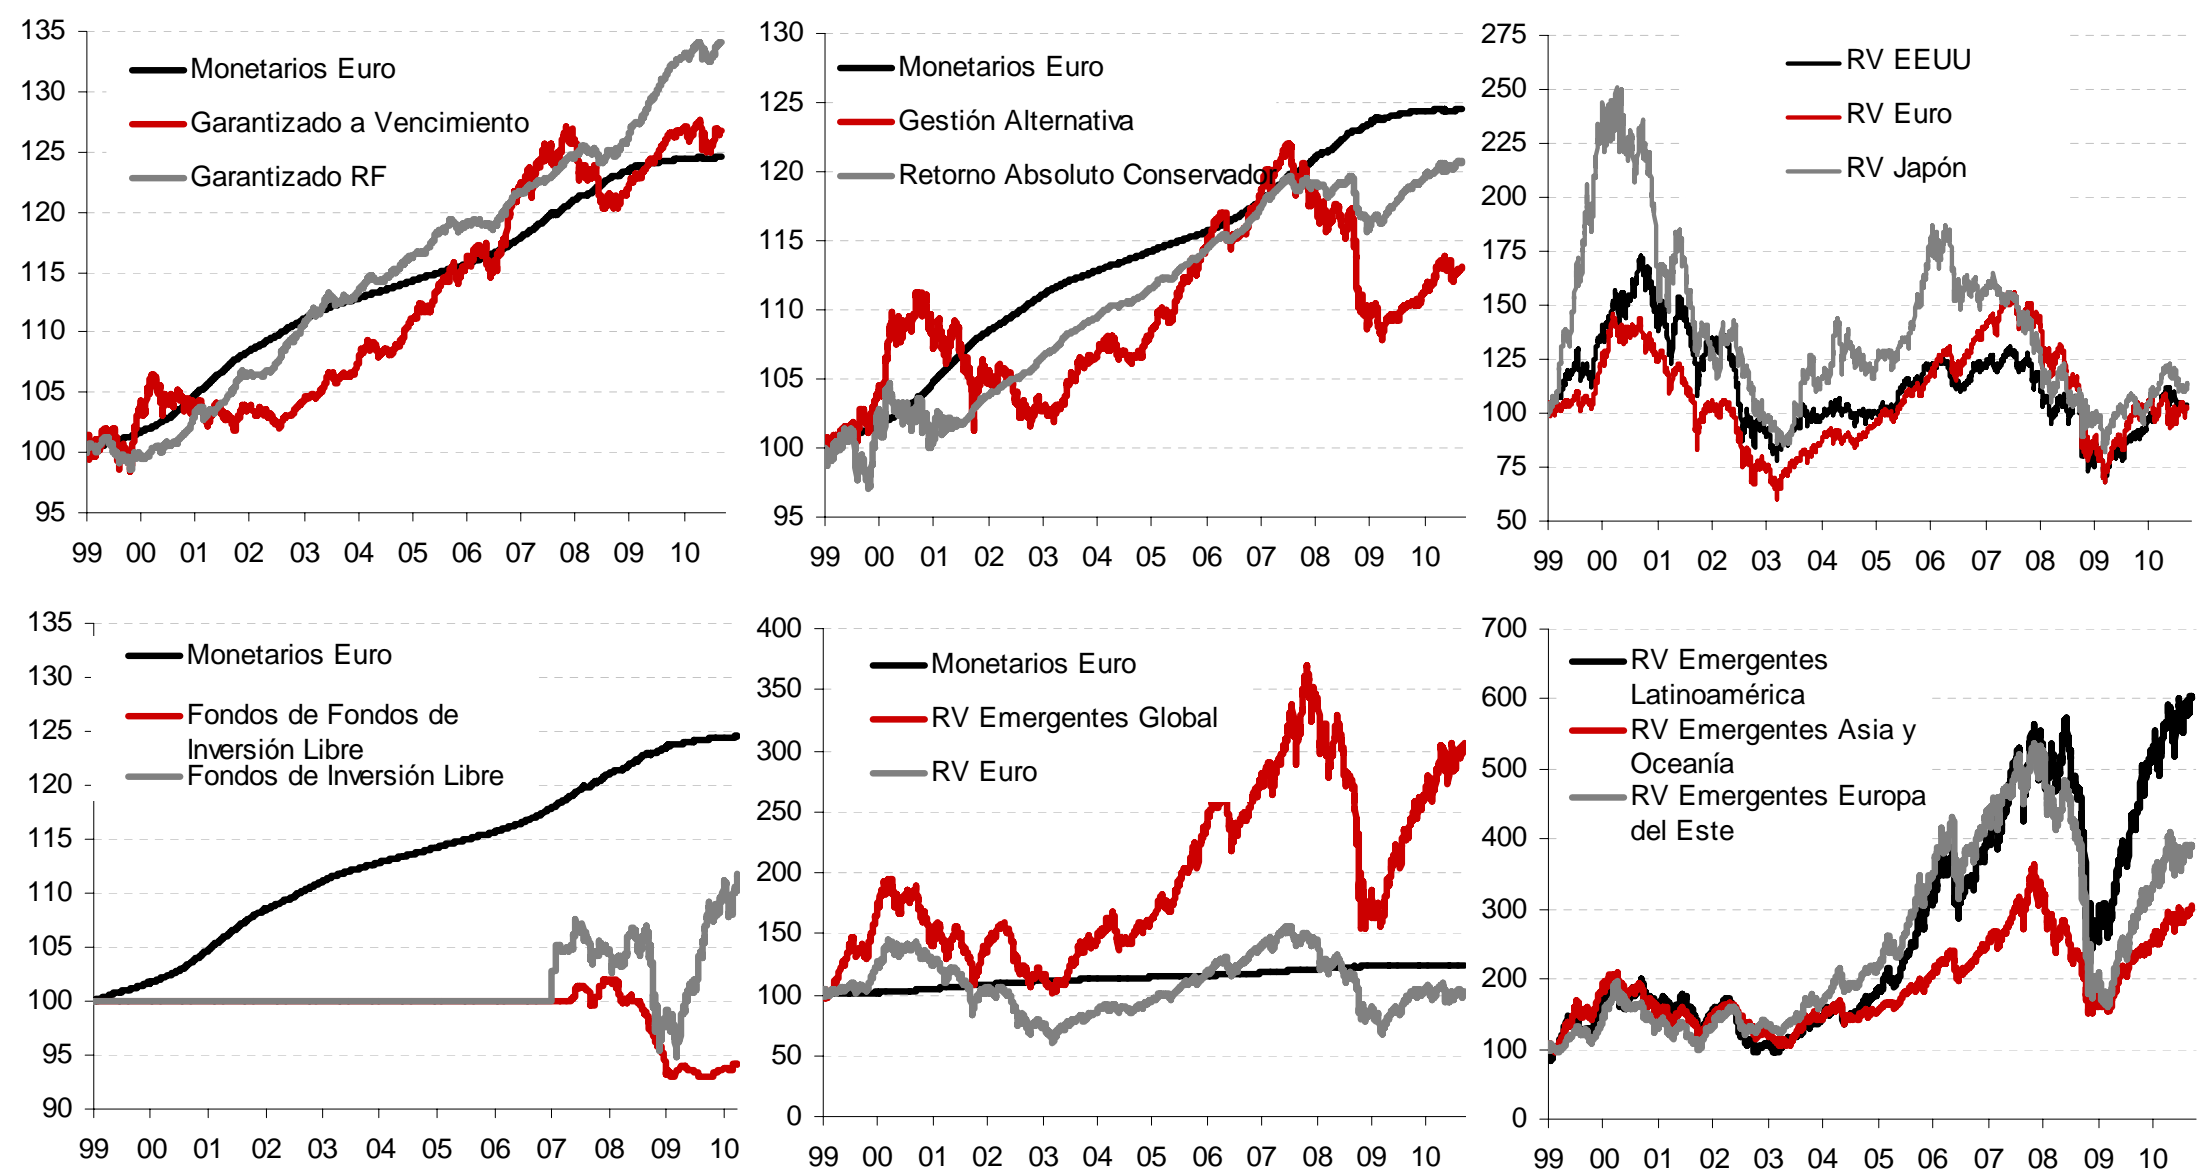 135
130
125
120
115
110
105
100
95
Monetarios Euro
Garantizado a Vencimiento
Garantizado RF
99 00 01 02 03 04 05 06 07 08 09 10
130
125
120
115
110
105
100
95
Monetarios Euro
Gestión Alternativa
Retorno Absoluto Conservador
99 00 01 02 03 04 05 06 07 08 09 10
275
250
225
200
175
150
125
100
75
50
RV EEUU
RV Euro
RV Japón
99 00 01 02 03 04 05 06 07 08 09 10
135
130
125
120
115
110
105
100
95
90
Monetarios Euro
Fondos de Fondos de
Inversión Libre
Fondos de Inversión Libre
99 00 01 02 03 04 05 06 07 08 09 10
400
350
300
250
200
150
100
50
0
Monetarios Euro
RV Emergentes Global
RV Euro
99 00 01 02 03 04 05 06 07 08 09 10
700
600
500
400
300
200
100
0
RV Emergentes
Latinoamérica
RV Emergentes Asia y
Oceanía
RV Emergentes Europa
del Este
99 00 01 02 03 04 05 06 07 08 09 10